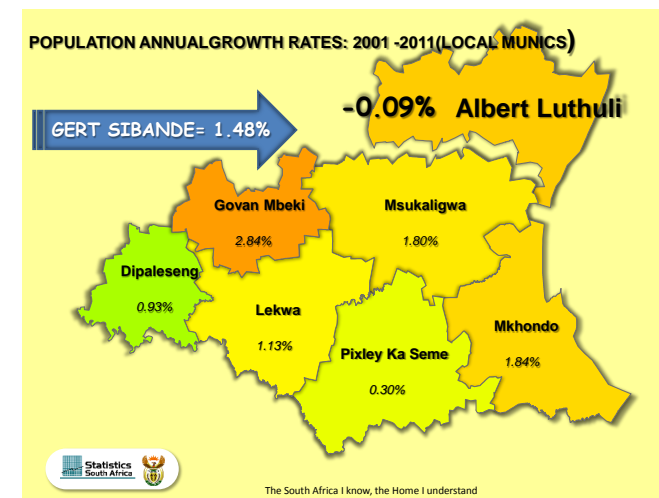 POPULATION ANNUALGROWTH RATES: 2001 -2011(LOCAL MUNICS)
-0.09% Albert Luthuli
GERT SIBANDE= 1.48%
Govan Mbeki
2.84%
Msukaligwa
1.80%
Dipaleseng
0.93%
Lekwa
1.13%
Mkhondo
1.84%
Pixley Ka Seme
0.30%
Statistics
South Africa
The South Africa I know, the Home I understand